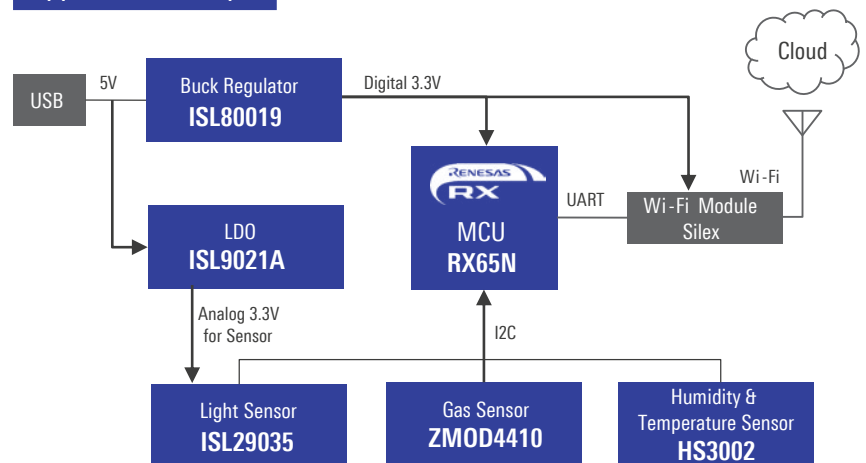 Cloud
USB
5V
Buck Regulator
ISL80019
Digital 3.3V
RENESAS
RX
MCU
RX65N
UART
Wi-Fi
Wi-Fi Module
Silex
LDO
ISL9021A
Analog 3.3V
for Sensor
I2C
Light Sensor
ISL29035
Gas Sensor
ZMOD4410
Humidity &
Temperature Sensor
HS3002